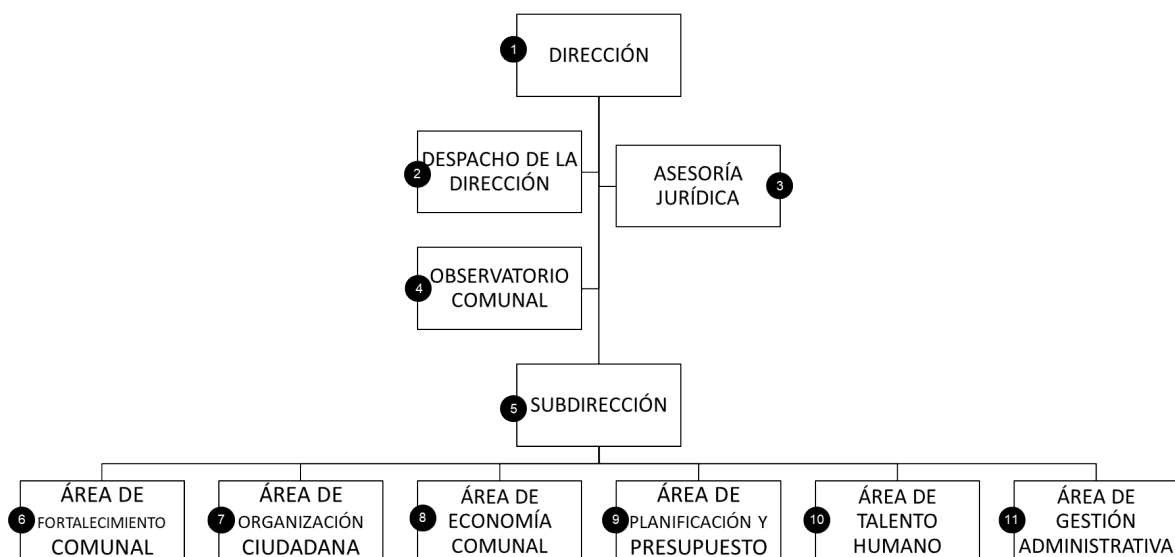 1
DIRECCIÓN
2
DESPACHO DE LA
DIRECCIÓN
3
ASESORÍA
JURÍDICA
4
OBSERVATORIO
COMUNAL
5
SUBDIRECCIÓN
6
ÁREA DE
FORTALECIMIENTO
COMUNAL
7
ÁREA DE
ORGANIZACIÓN
CIUDADANA
8
ÁREA DE
ECONOMÍA
COMUNAL
9
ÁREA DE
PLANIFICACIÓN Y
PRESUPUESTO
10
ÁREA DE
TALENTO
HUMANO
11
ÁREA DE
GESTIÓN
ADMINISTRATIVA